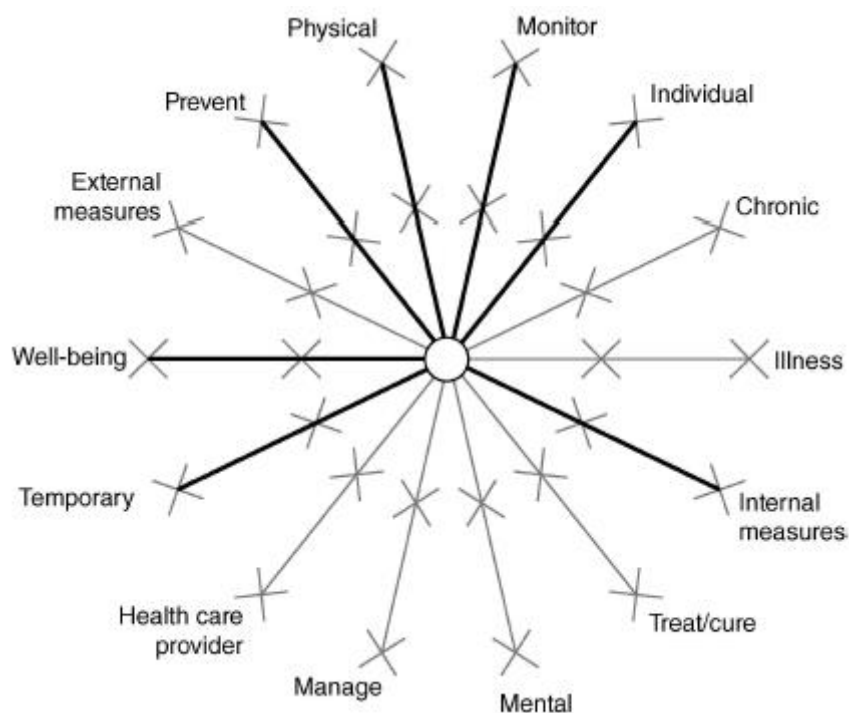 Physical
Monitor
Prevent
Individual
External
measures
Chronic
Well-being
Illness
Temporary
Internal
measures
Health care
provider
Treat/cure
Manage
Mental